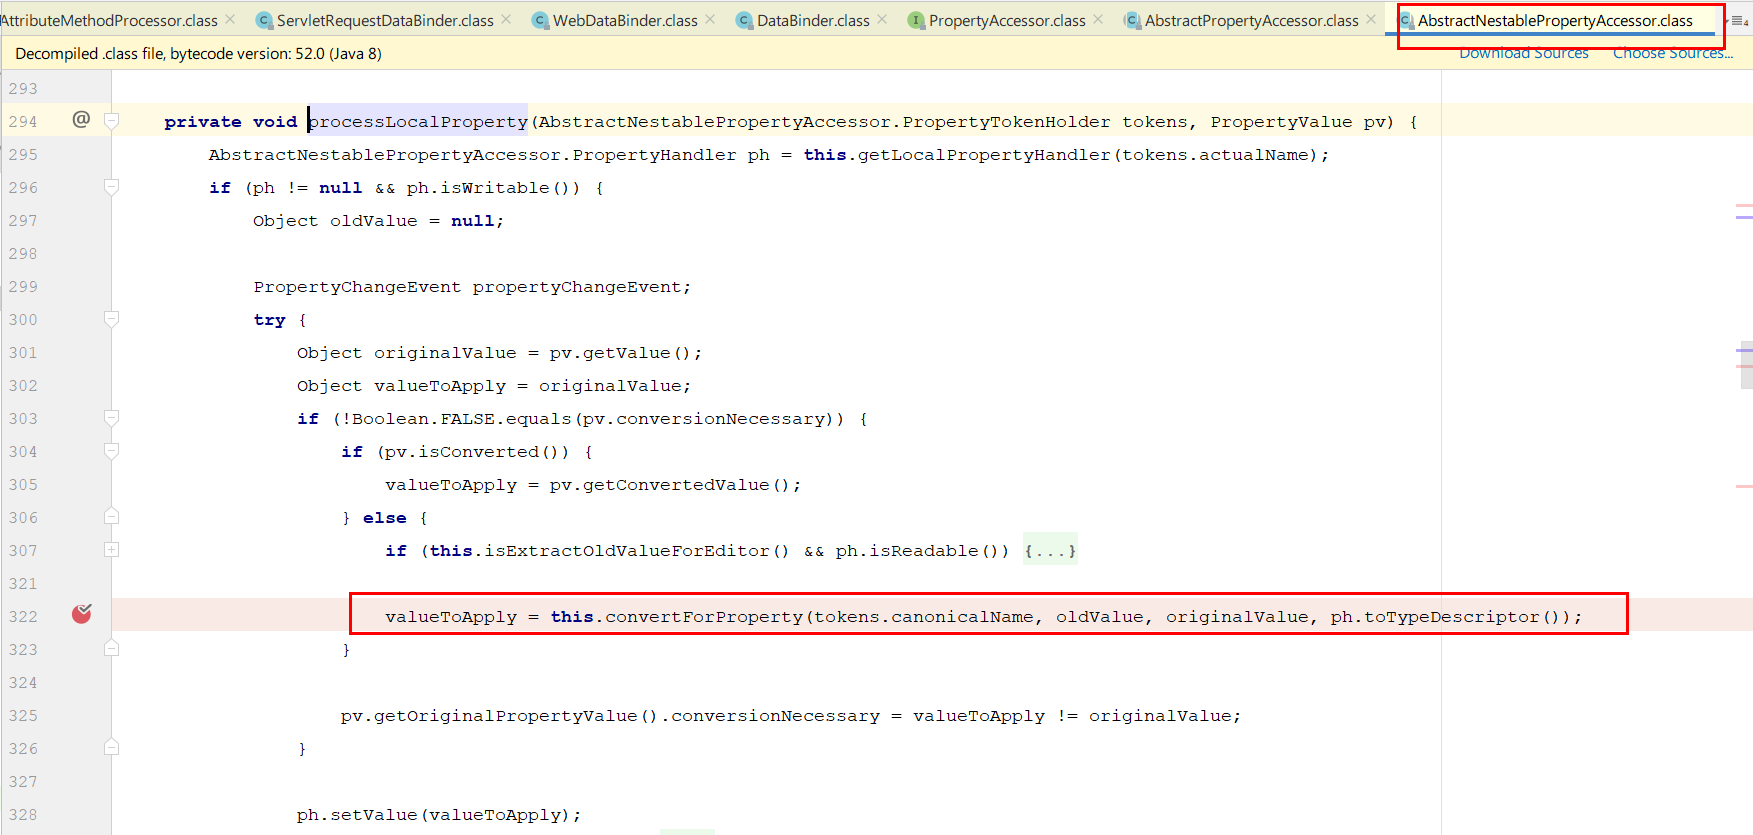 AttributeMethodProcessor.class ServletRequestDataBinder.class WebDataBinder.class DataBinder.class PropertyAccessor.class AbstractPropertyAccessor.class AbstractNestablePropertyAccessor.class
Decompiled .class file, bytecode version: 52.0 (Java 8) Download Sources Choose Sources...
293
294 @ private void processLocalProperty(AbstractNestablePropertyAccessor.PropertyTokenHolder tokens, PropertyValue pv) {
295 AbstractNestablePropertyAccessor.PropertyHandler ph = this.getLocalPropertyHandler(tokens.actualName);
296 if (ph != null && ph.isWritable()) {
297 Object oldValue = null;
298
299 PropertyChangeEvent propertyChangeEvent;
300 try {
301 Object originalValue = pv.getValue();
302 Object valueToApply = originalValue;
303 if (!Boolean.FALSE.equals(pv.conversionNecessary)) {
304 if (pv.isConverted()) {
305 valueToApply = pv.getConvertedValue();
306 } else {
307 if (this.isExtractOldValueForEditor() && ph.isReadable()) {...}
321
322 valueToApply = this.convertForProperty(tokens.canonicalName, oldValue, originalValue, ph.toTypeDescriptor());
323 }
324
325 pv.getOriginalPropertyValue().conversionNecessary = valueToApply != originalValue;
326 }
327
328 ph.setValue(valueToApply);